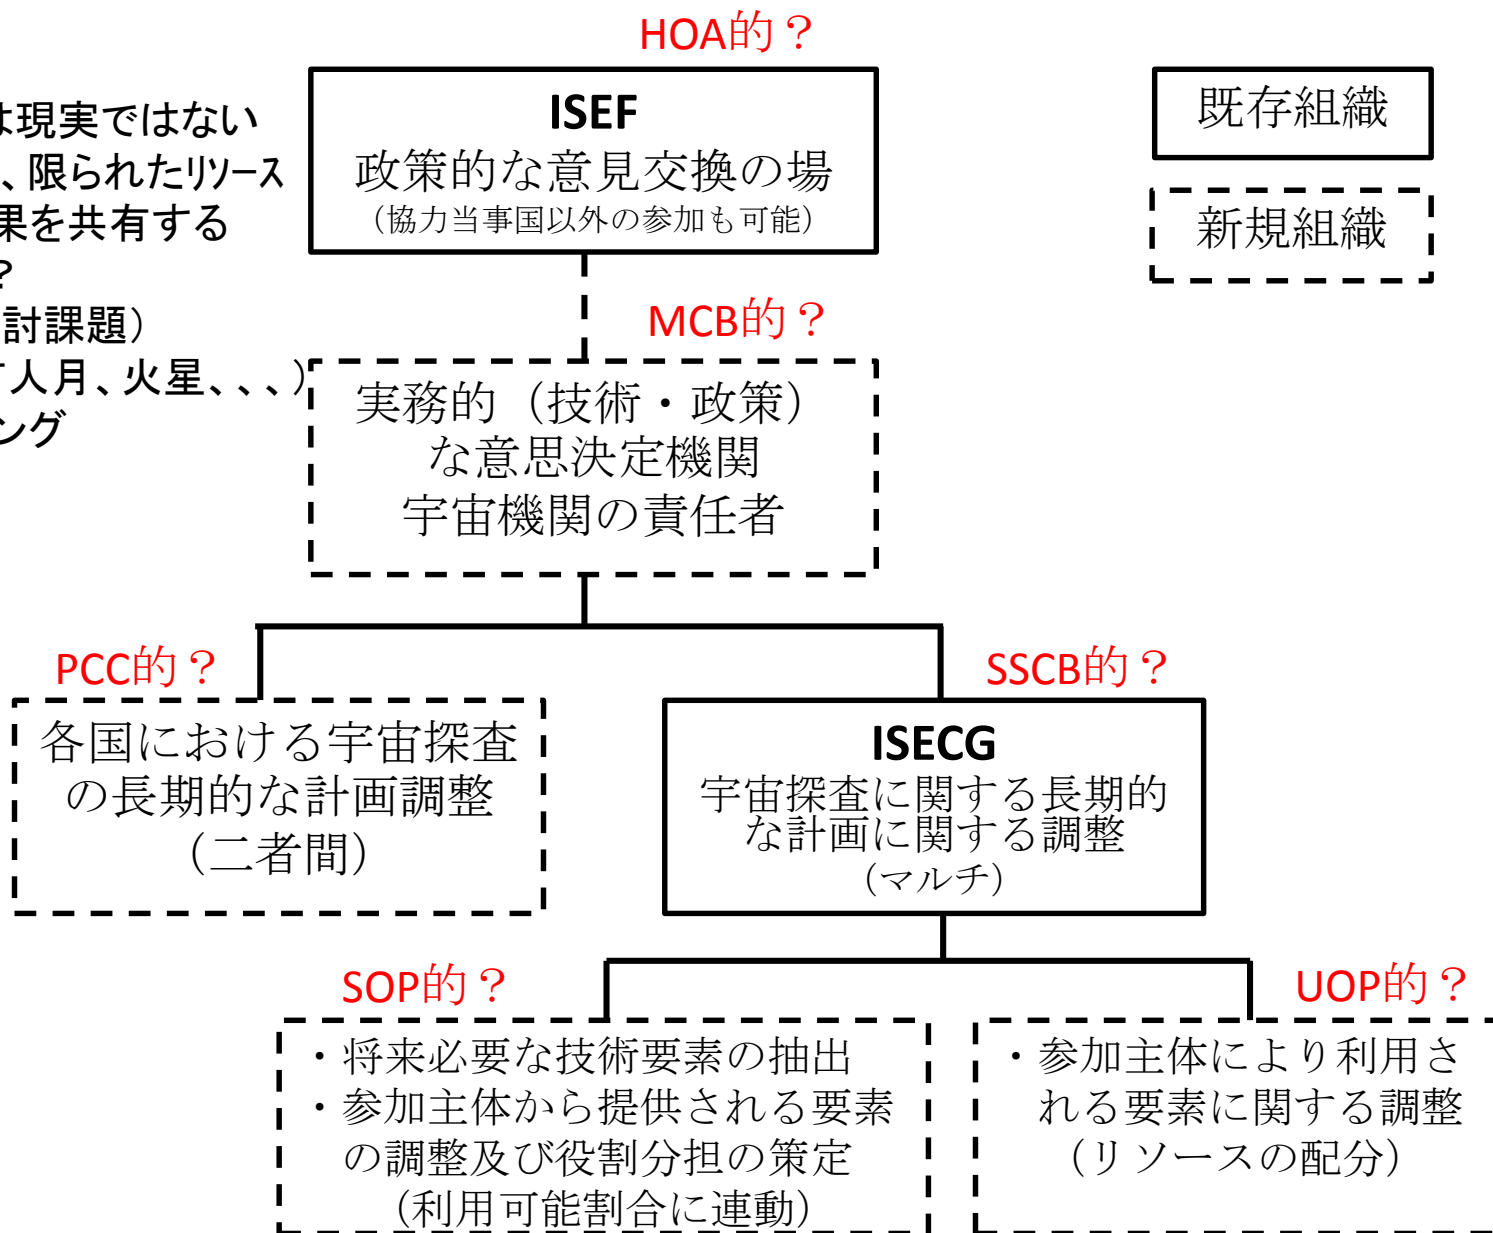 HOA的？
ISEF
政策的な意見交換の場
（協力当事国以外の参加も可能）
既存組織
新規組織
は現実ではない
、限られたリソース
果を共有する
？
討課題）
人月、火星、、、）
ング
MCB的？
実務的（技術・政策）
な意思決定機関
宇宙機関の責任者
PCC的？
各国における宇宙探査
の長期的な計画調整
（二者間）
SSCB的？
ISECG
宇宙探査に関する長期的
な計画に関する調整
（マルチ）
SOP的？
・将来必要な技術要素の抽出
・参加主体から提供される要素
の調整及び役割分担の策定
（利用可能割合に連動）
UOP的？
・参加主体により利用さ
れる要素に関する調整
（リソースの配分）